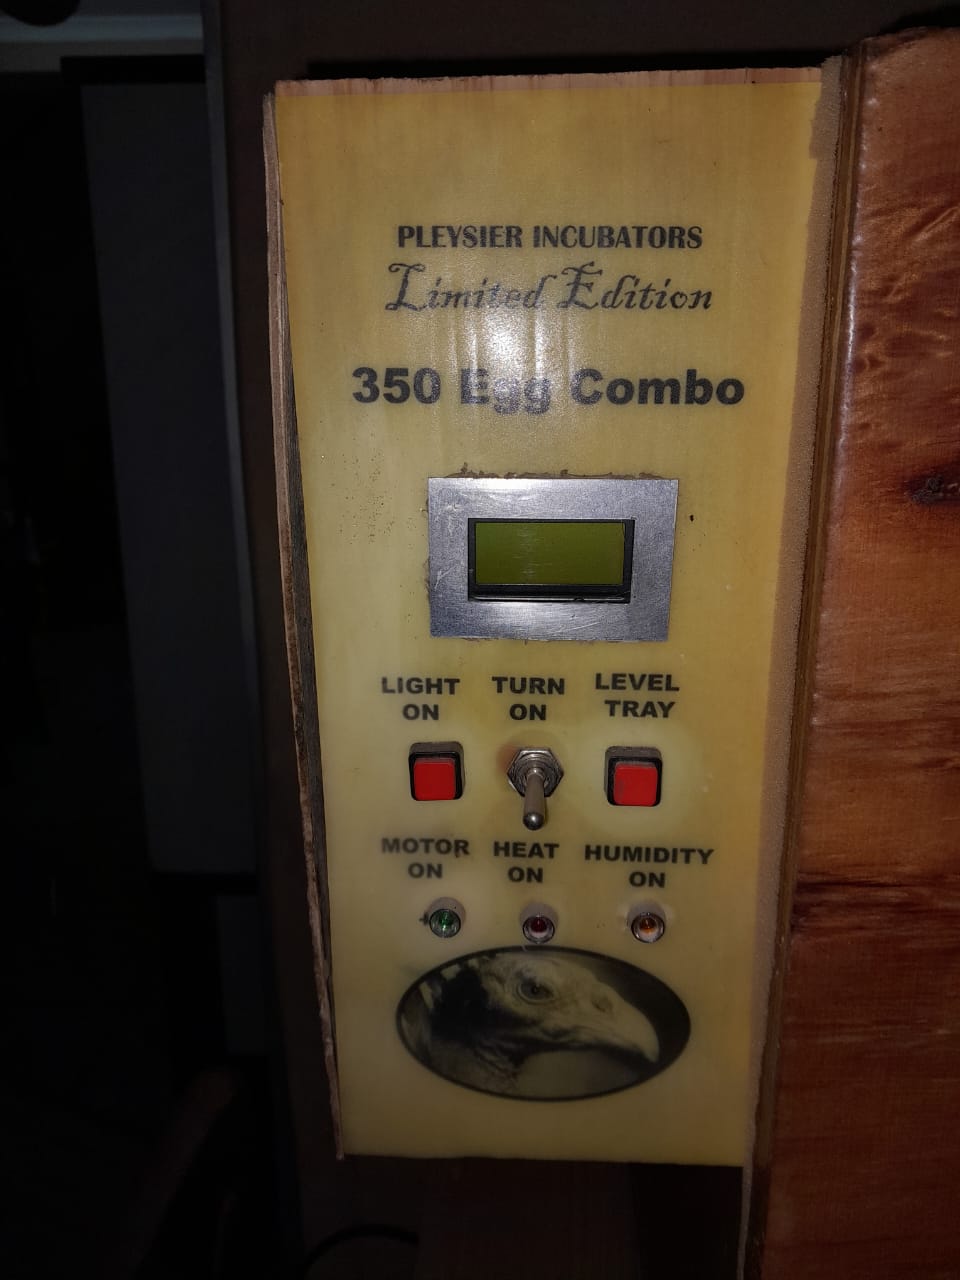 PLEYSIER INCUBATORS
Limited Edition
350 Egg Combo
LIGHT ON
TURN ON
LEVEL TRAY
MOTOR ON
HEAT ON
HUMIDITY ON